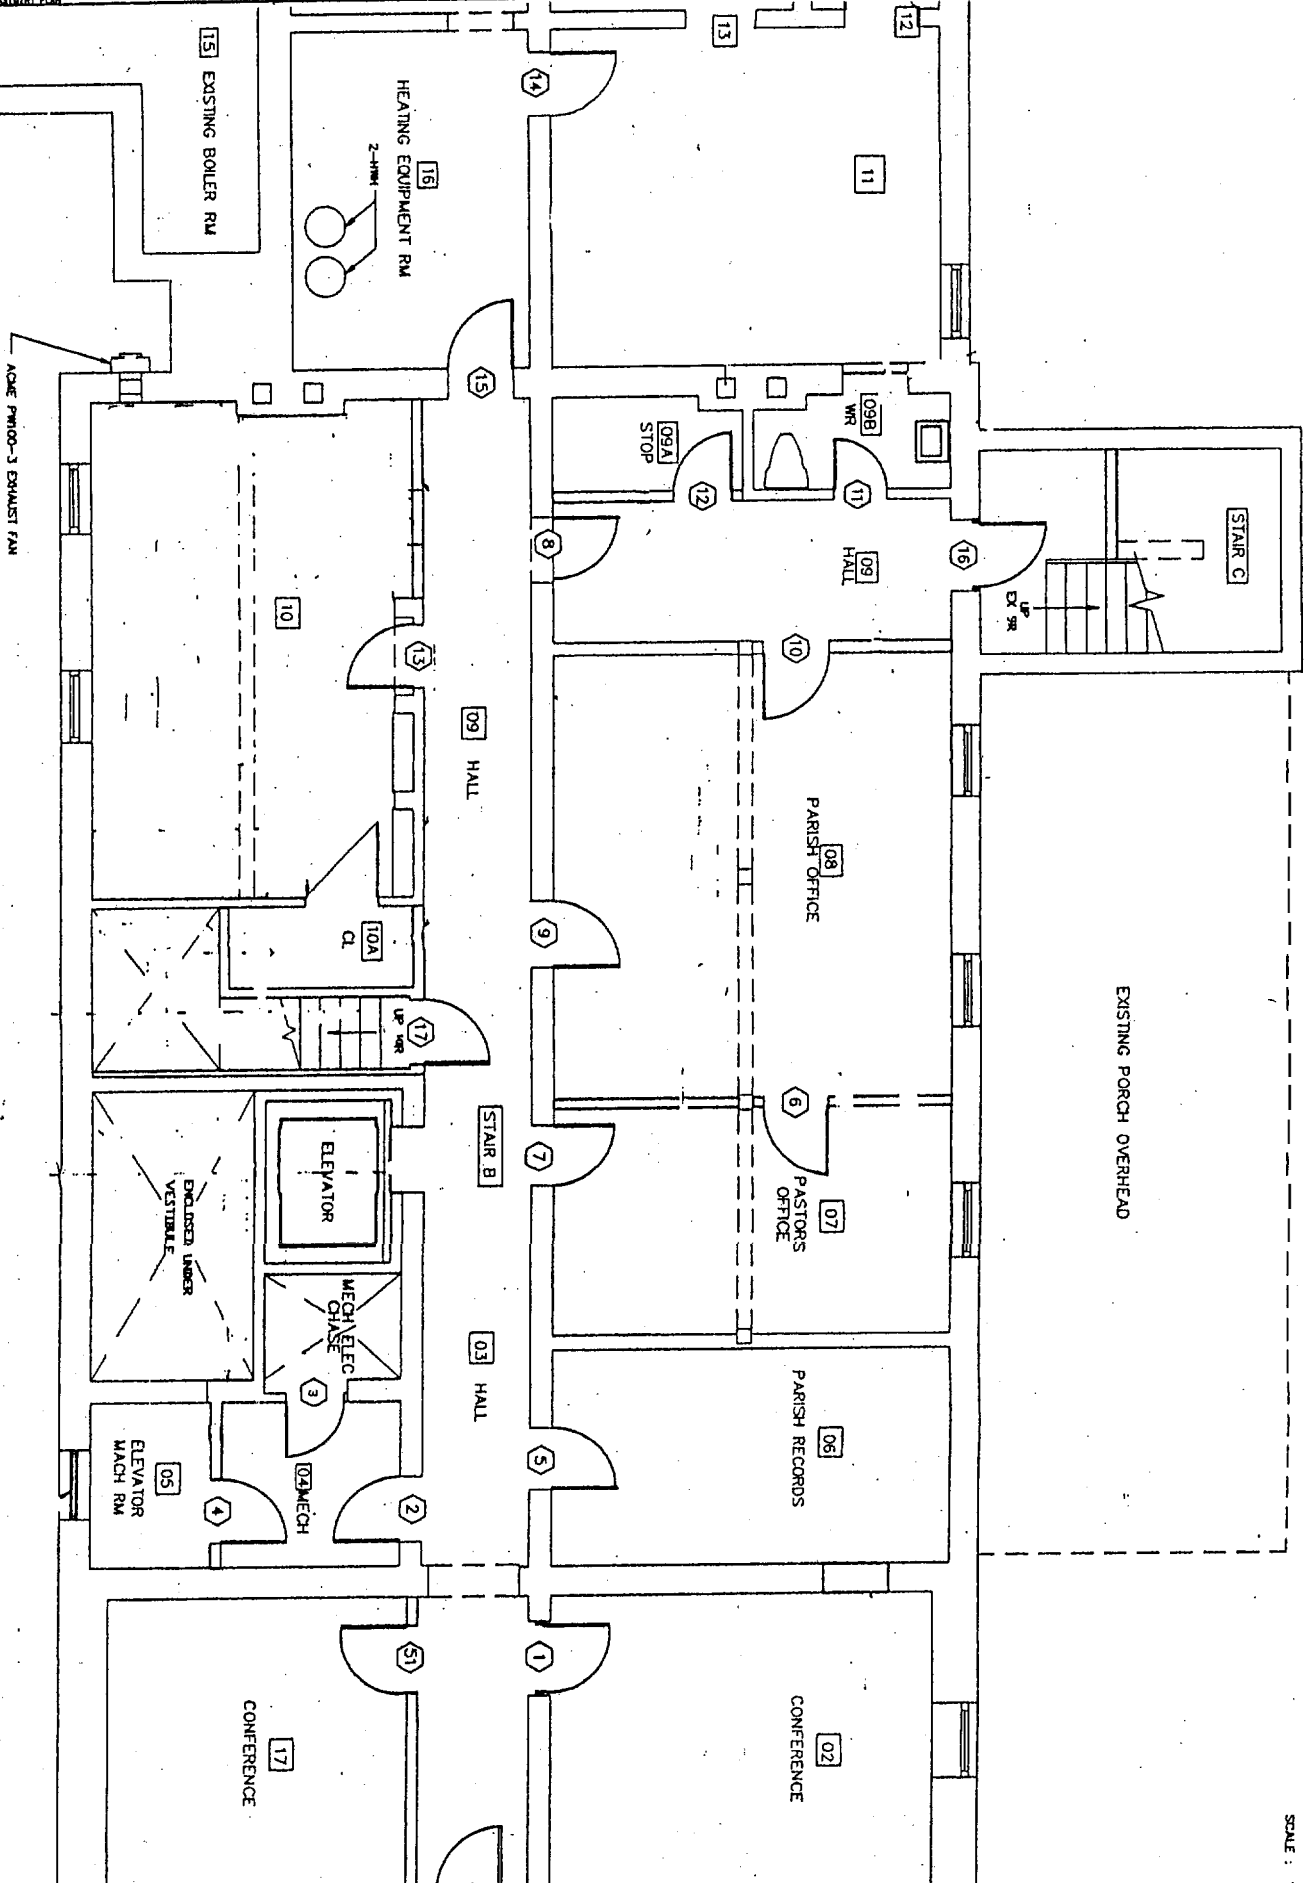 SCALE :
STAIR C
UP
EX 9R
EXISTING PORCH OVERHEAD
12
13
11
09B
WR
09A
STOP
11
12
16
09
HALL
10
08
PARISH OFFICE
6
07
PASTORS
OFFICE
06
PARISH RECORDS
02
CONFERENCE
14
8
9
7
5
1
16
HEATING EQUIPMENT RM
15
09
HALL
STAIR B
03
HALL
13
17
UP
2
51
15
EXISTING BOILER RM
10
10A
CL
ELEVATOR
MECH\ELEC
CHASE
3
04
MECH
4
05
ELEVATOR
MACH RM
ENCLOSED UNDER
VESTIBULE
17
CONFERENCE
ACME PW100-3 EXHAUST FAN